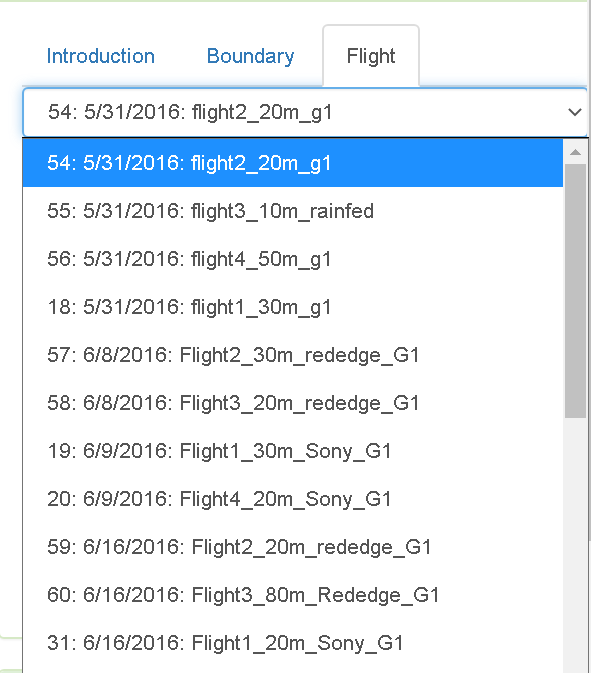 Introduction Boundary Flight
54: 5/31/2016: flight2_20m_g1
54: 5/31/2016: flight2_20m_g1
55: 5/31/2016: flight3_10m_rainfed
56: 5/31/2016: flight4_50m_g1
18: 5/31/2016: flight1_30m_g1
57: 6/8/2016: Flight2_30m_rededge_G1
58: 6/8/2016: Flight3_20m_rededge_G1
19: 6/9/2016: Flight1_30m_Sony_G1
20: 6/9/2016: Flight4_20m_Sony_G1
59: 6/16/2016: Flight2_20m_rededge_G1
60: 6/16/2016: Flight3_80m_Rededge_G1
31: 6/16/2016: Flight1_20m_Sony_G1